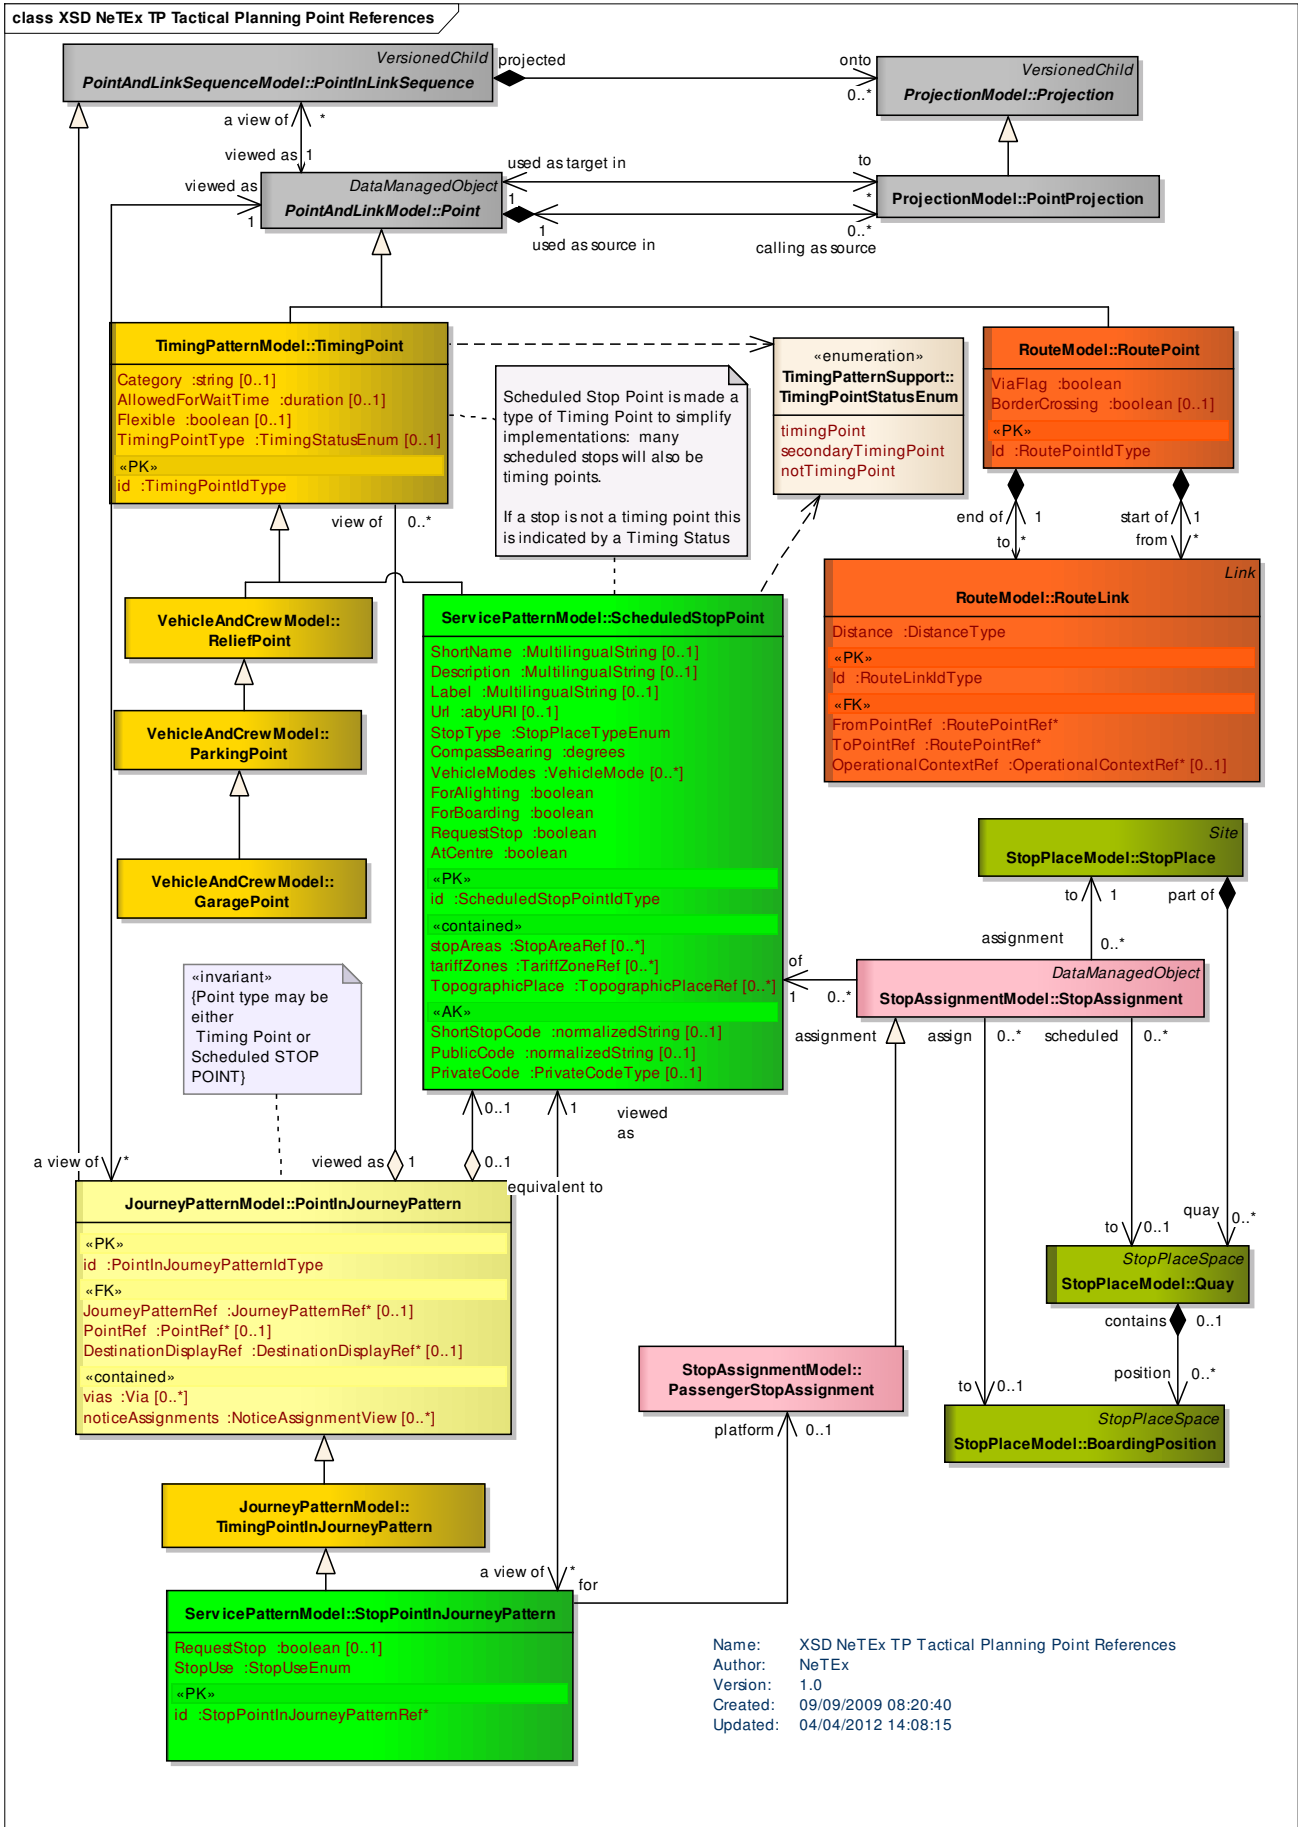 class XSD NeTEx TP Tactical Planning Point References
VersionedChild
PointAndLinkSequenceModel::PointInLinkSequence
projected
onto
0..*
VersionedChild
ProjectionModel::Projection
a view of
*
viewed as
1
viewed as
1
DataManagedObject
PointAndLinkModel::Point
used as target in
1
to
*
1
used as source in
0..*
calling as source
ProjectionModel::PointProjection
TimingPatternModel::TimingPoint
Category :string [0..1]
AllowedForWaitTime :duration [0..1]
Flexible :boolean [0..1]
TimingPointType :TimingStatusEnum [0..1]
«PK»
id :TimingPointIdType
view of
0..*
Scheduled Stop Point is made a
type of Timing Point to simplify
implementations: many
scheduled stops will also be
timing points.
If a stop is not a timing point this
is indicated by a Timing Status
«enumeration»
TimingPatternSupport::
TimingPointStatusEnum
timingPoint
secondaryTimingPoint
notTimingPoint
RouteModel::RoutePoint
ViaFlag :boolean
BorderCrossing :boolean [0..1]
«PK»
Id :RoutePointIdType
end of
1
to
*
start of
1
from
*
Link
RouteModel::RouteLink
Distance :DistanceType
«PK»
Id :RouteLinkIdType
«FK»
FromPointRef :RoutePointRef*
ToPointRef :RoutePointRef*
OperationalContextRef :OperationalContextRef* [0..1]
VehicleAndCrewModel::
ReliefPoint
VehicleAndCrewModel::
ParkingPoint
VehicleAndCrewModel::
GaragePoint
ServicePatternModel::ScheduledStopPoint
ShortName :MultilingualString [0..1]
Description :MultilingualString [0..1]
Label :MultilingualString [0..1]
Url :abyURI [0..1]
StopType :StopPlaceTypeEnum
CompassBearing :degrees
VehicleModes :VehicleMode [0..*]
ForAlighting :boolean
ForBoarding :boolean
RequestStop :boolean
AtCentre :boolean
«PK»
id :ScheduledStopPointIdType
«contained»
stopAreas :StopAreaRef [0..*]
tariffZones :TariffZoneRef [0..*]
TopographicPlace :TopographicPlaceRef [0..*]
«AK»
ShortStopCode :normalizedString [0..1]
PublicCode :normalizedString [0..1]
PrivateCode :PrivateCodeType [0..1]
Site
StopPlaceModel::StopPlace
to
1
part of
assignment
0..*
of
1
0..*
DataManagedObject
StopAssignmentModel::StopAssignment
assignment
assign
0..*
scheduled
0..*
«invariant»
{Point type may be
either
Timing Point or
Scheduled STOP
POINT}
0..1
1
viewed
as
a view of
*
viewed as
1
0..1
equivalent to
JourneyPatternModel::PointInJourneyPattern
«PK»
id :PointInJourneyPatternIdType
«FK»
JourneyPatternRef :JourneyPatternRef* [0..1]
PointRef :PointRef* [0..1]
DestinationDisplayRef :DestinationDisplayRef* [0..1]
«contained»
vias :Via [0..*]
noticeAssignments :NoticeAssignmentView [0..*]
to
0..1
quay
0..*
StopPlaceSpace
StopPlaceModel::Quay
contains
0..1
position
0..*
to
0..1
StopPlaceSpace
StopPlaceModel::BoardingPosition
StopAssignmentModel::
PassengerStopAssignment
platform
0..1
JourneyPatternModel::
TimingPointInJourneyPattern
a view of
*
for
ServicePatternModel::StopPointInJourneyPattern
RequestStop :boolean [0..1]
StopUse :StopUseEnum
«PK»
id :StopPointInJourneyPatternRef*
Name: XSD NeTEx TP Tactical Planning Point References
Author: NeTEx
Version: 1.0
Created: 09/09/2009 08:20:40
Updated: 04/04/2012 14:08:15